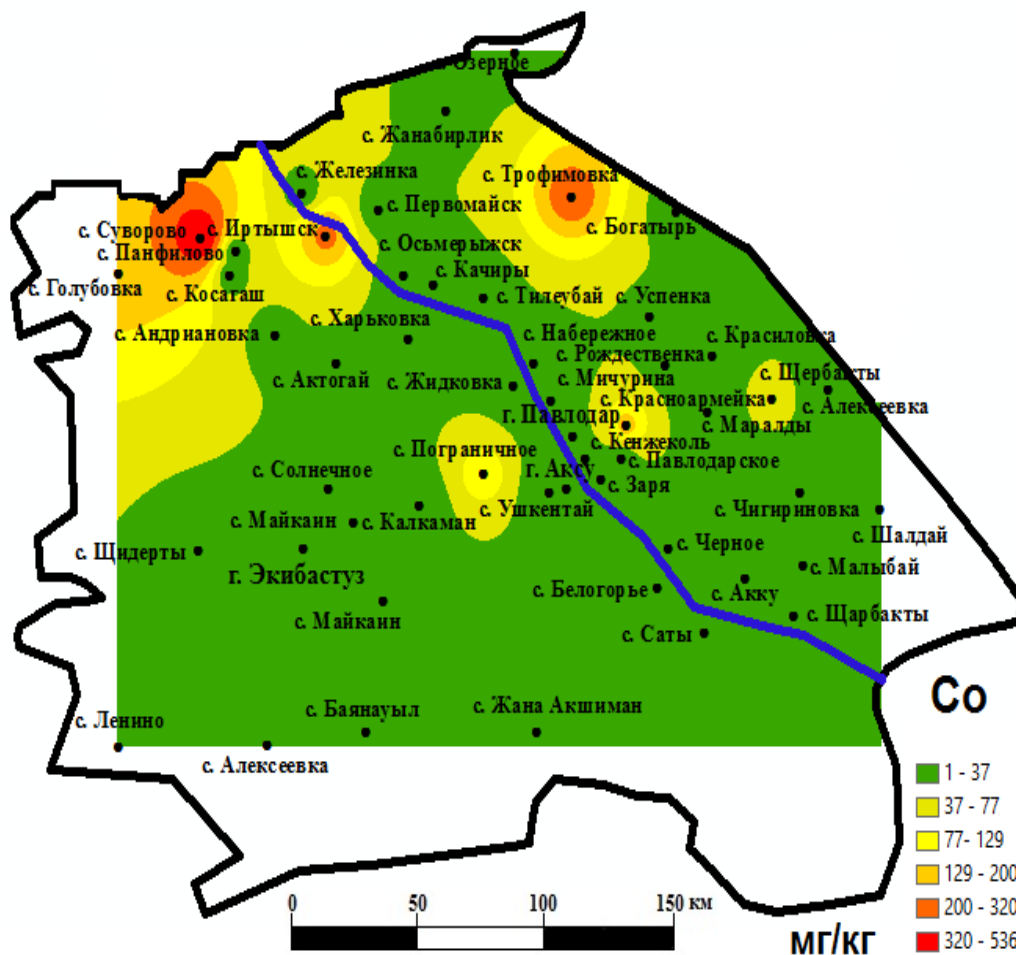 с. Озерное
с. Жанабирлик
с. Железинка
с. Трофимовка
с. Первомайск
с. Суворово
с. Иртышск
с. Богатырь
с. Панфилово
с. Осьмерыжск
с. Качиры
с. Голубовка
с. Косагаш
с. Тилеубай
с. Успенка
с. Андриановка
с. Харьковка
с. Набережное
с. Красиловка
с. Рождественка
с. Актогай
с. Жидковка
с. Мичурина
с. Щербакты
с. Красноармейка
с. Алексеевка
г. Павлодар
с. Маралды
с. Пограничное
с. Кенжеколь
с. Солнечное
г. Аксу
с. Павлодарское
с. Заря
с. Майкаин
с. Калкаман
с. Ушкентай
с. Чигириновка
с. Шалдай
с. Щидерты
с. Черное
с. Малыбай
г. Экибастуз
с. Белогорье
с. Акку
с. Майкаин
с. Щарбакты
с. Саты
с. Ленино
с. Баянауыл
с. Жана Акшиман
с. Алексеевка
Co
1 - 37
37 - 77
77- 129
129 - 200
200 - 320
320 - 536
0 50 100 150 км
мг/кг